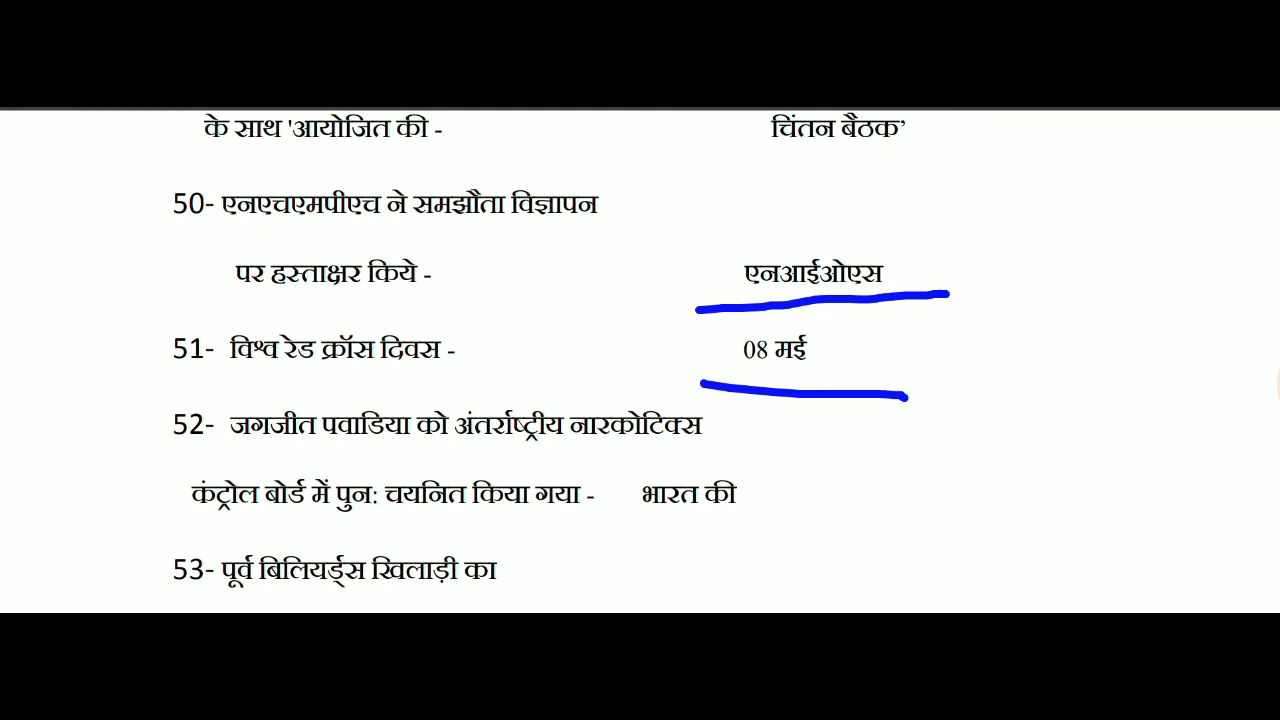 के साथ 'आयोजित की - चिंतन बैठक’
50- एनएचएमपीएच ने समझौता विज्ञापन
पर हस्ताक्षर किये - एनआईओएस
51- विश्व रेड क्रॉस दिवस - 08 मई
52- जगजीत पवाडिया को अंतर्राष्ट्रीय नारकोटिक्स
कंट्रोल बोर्ड में पुन: चयनित किया गया - भारत की
53- पूर्व बिलियर्ड्स खिलाड़ी का